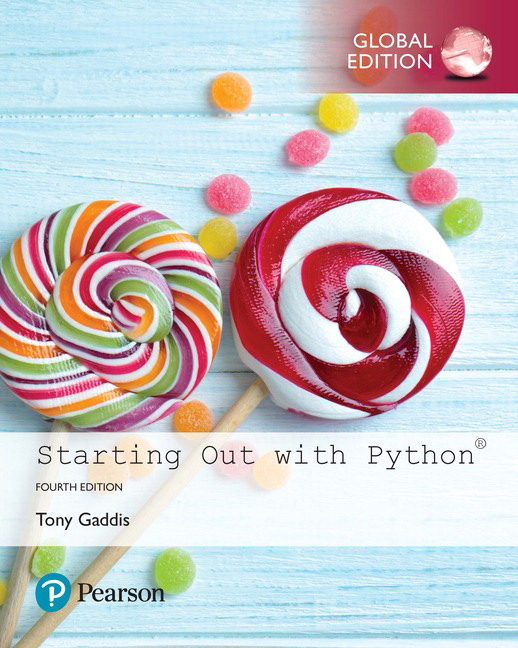 GLOBAL
EDITION
Starting Out with Python®
FOURTH EDITION
Tony Gaddis
P Pearson